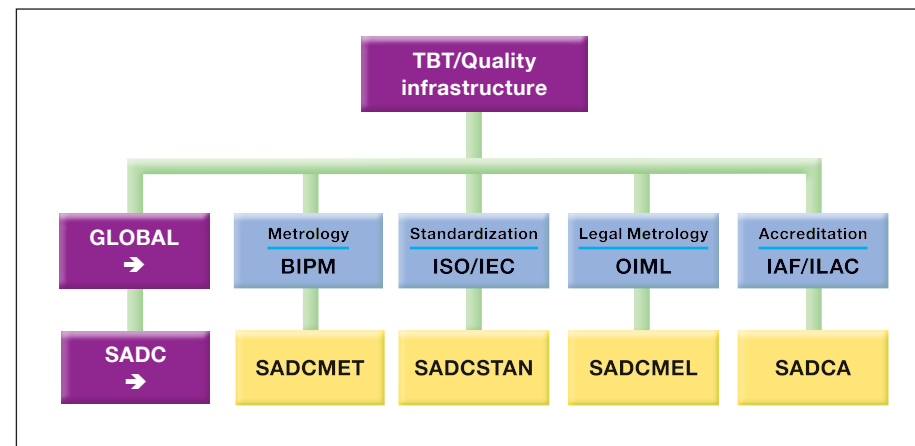 TBT/Quality
infrastructure
GLOBAL
➔
Metrology
BIPM
Standardization
ISO/IEC
Legal Metrology
OIML
Accreditation
IAF/ILAC
SADC
➔
SADCMET
SADCSTAN
SADCMEL
SADCA